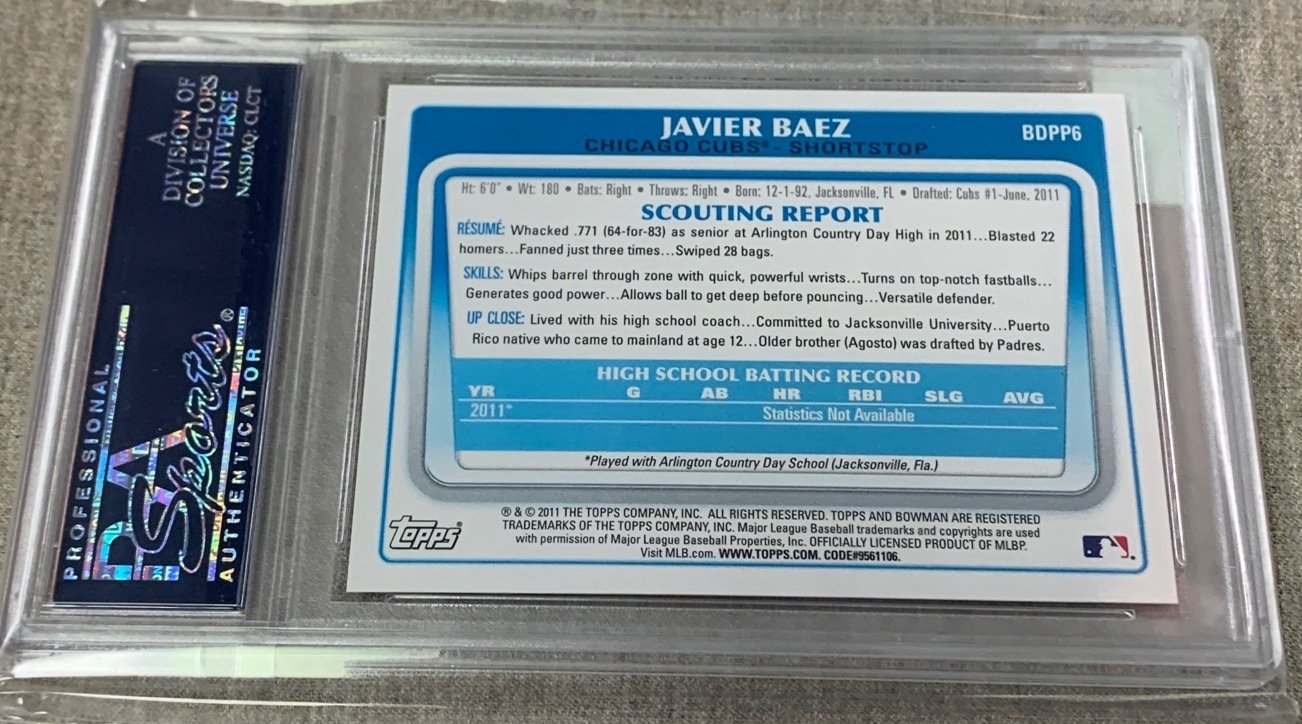 A
DIVISION OF
COLLECTORS
UNIVERSE
NASDAQ: CLCT
PROFESSIONAL
PSA
Sports®
AUTHENTICATOR
JAVIER BAEZ
BDPP6
CHICAGO CUBS® - SHORTSTOP
Ht: 6'0" • Wt: 180 • Bats: Right • Throws: Right • Born: 12-1-92, Jacksonville, FL • Drafted: Cubs #1-June, 2011
SCOUTING REPORT
RÉSUMÉ: Whacked .771 (64-for-83) as senior at Arlington Country Day High in 2011...Blasted 22
homers...Fanned just three times...Swiped 28 bags.
SKILLS: Whips barrel through zone with quick, powerful wrists...Turns on top-notch fastballs...
Generates good power...Allows ball to get deep before pouncing...Versatile defender.
UP CLOSE: Lived with his high school coach...Committed to Jacksonville University...Puerto
Rico native who came to mainland at age 12...Older brother (Agosto) was drafted by Padres.
HIGH SCHOOL BATTING RECORD
YR G AB HR RBI SLG AVG
2011* Statistics Not Available
*Played with Arlington Country Day School (Jacksonville, Fla.)
topps®
® & © 2011 THE TOPPS COMPANY, INC. ALL RIGHTS RESERVED. TOPPS AND BOWMAN ARE REGISTERED
TRADEMARKS OF THE TOPPS COMPANY, INC. Major League Baseball trademarks and copyrights are used
with permission of Major League Baseball Properties, Inc. OFFICIALLY LICENSED PRODUCT OF MLBP.
Visit MLB.com. WWW.TOPPS.COM. CODE#9561106.